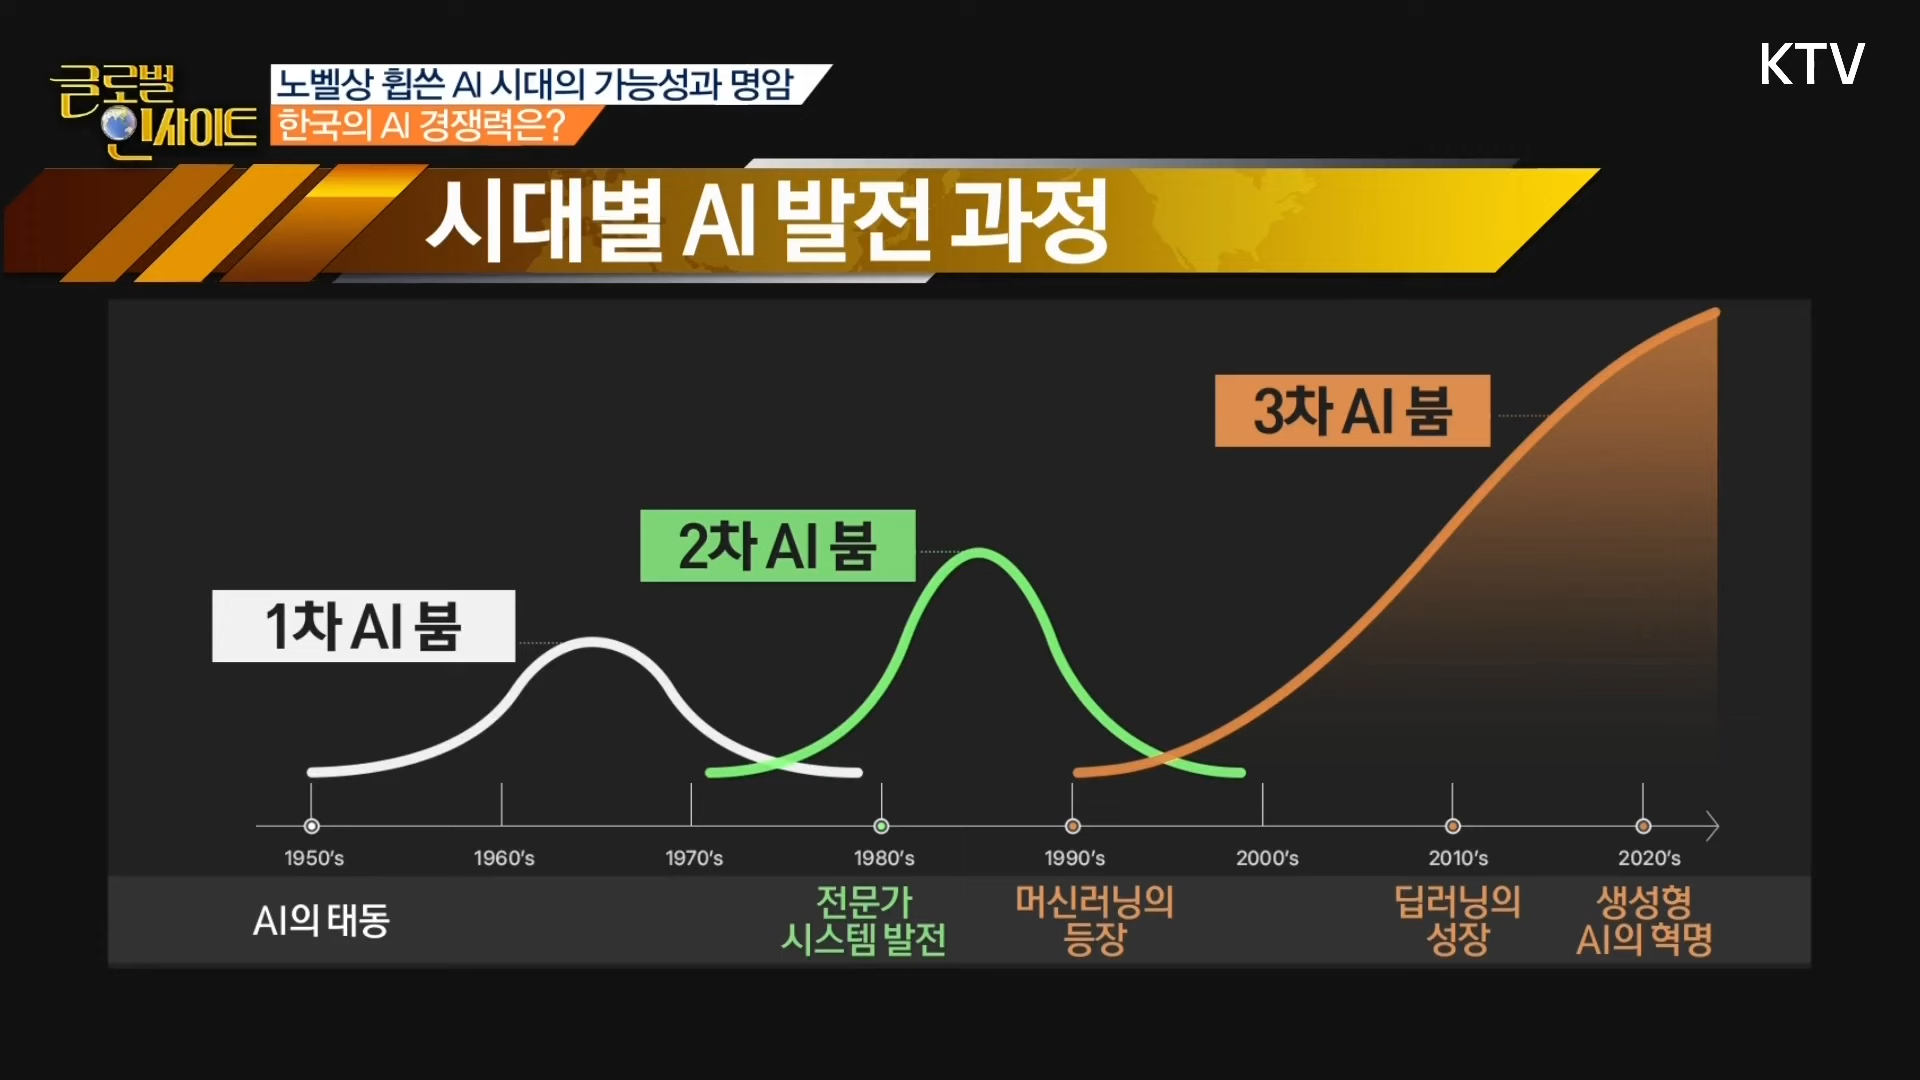 KTV
글로벌
인사이트
노벨상 휩쓴 AI 시대의 가능성과 명암
한국의 AI 경쟁력은?
시대별 AI 발전 과정
3차 AI 붐
2차 AI 붐
1차 AI 붐
1950's 1960's 1970's 1980's 1990's 2000's 2010's 2020's
AI의 태동
전문가
시스템 발전
머신러닝의
등장
딥러닝의
성장
생성형
AI의 혁명